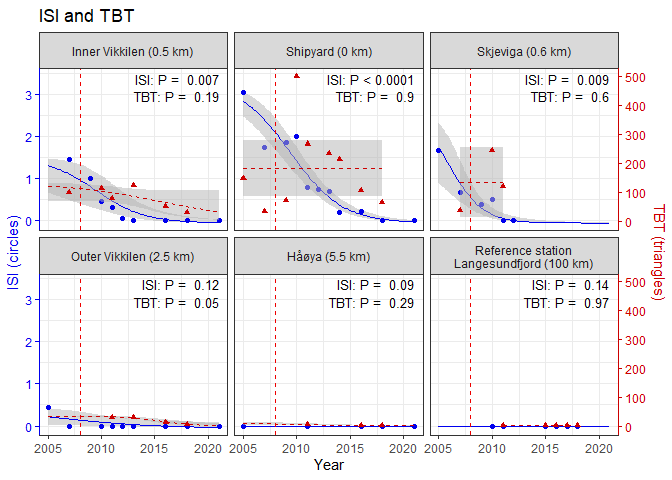 ISI and TBT
Inner Vikkilen (0.5 km)
Shipyard (0 km)
Skjeviga (0.6 km)
ISI: P = 0.007
TBT: P = 0.19
ISI: P < 0.0001
TBT: P = 0.9
ISI: P = 0.009
TBT: P = 0.6
3
2
1
0
500
400
300
200
100
0
Outer Vikkilen (2.5 km)
Håøya (5.5 km)
Reference station
Langesundfjord (100 km)
ISI: P = 0.12
TBT: P = 0.05
ISI: P = 0.09
TBT: P = 0.29
ISI: P = 0.14
TBT: P = 0.97
3
2
1
0
500
400
300
200
100
0
ISI (circles)
TBT (triangles)
2005 2010 2015 2020
2005 2010 2015 2020
2005 2010 2015 2020
Year